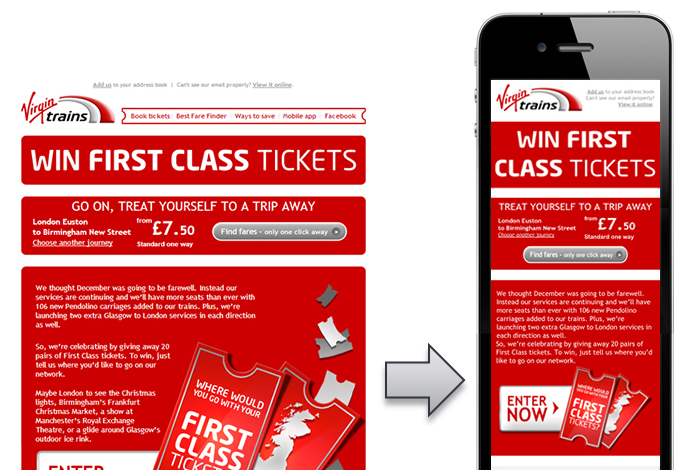 Add us to your address book | Can't see our email properly? View it online.
Virgin
trains
Book tickets Best Fare Finder Ways to save Mobile app Facebook
WIN FIRST CLASS TICKETS
GO ON, TREAT YOURSELF TO A TRIP AWAY
London Euston
to Birmingham New Street
Choose another journey
from
£7.50
Standard one way
Find fares - only one click away
We thought December was going to be farewell. Instead our
services are continuing and we'll have more seats than ever with
106 new Pendolino carriages added to our trains. Plus, we're
launching two extra Glasgow to London services in each direction
as well.
So, we're celebrating by giving away 20
pairs of First Class tickets. To win, just
tell us where you'd like to go on our
network.
Maybe London to see the Christmas
lights, Birmingham's Frankfurt
Christmas Market, a show at
Manchester's Royal Exchange
Theatre, or a glide around Glasgow's
outdoor ice rink.
WHERE WOULD
YOU GO WITH YOUR
FIRST
CLASS
TICKETS?
ENTER
Virgin
trains
Add us to your address book
Can't see our email properly?
View it online.
WIN FIRST
CLASS TICKETS
TREAT YOURSELF TO A TRIP AWAY
London Euston
to Birmingham New Street
Choose another journey
from
£7.50
Standard one way
Find fares - only one click away
We thought December was going to be farewell. Instead our
services are continuing and we'll have
more seats than ever with 106 new Pendolino
carriages added to our trains. Plus, we're
launching two extra Glasgow to London services in
each direction as well.
So, we're celebrating by giving away 20 pairs of
First Class tickets. To win, just tell us where you'd
like to go on our network.
ENTER
NOW
WHERE WOULD
YOU GO WITH YOUR
FIRST
CLASS
TICKETS?